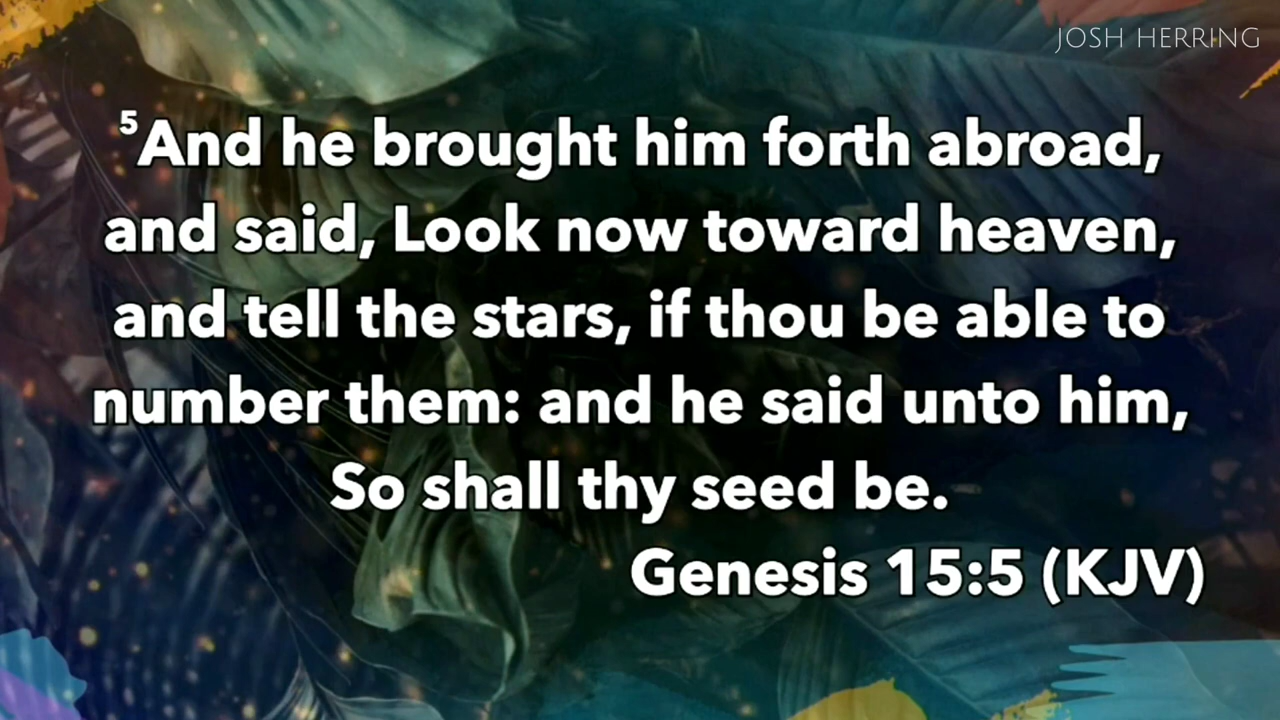 JOSH HERRING
⁵And he brought him forth abroad,
and said, Look now toward heaven,
and tell the stars, if thou be able to
number them: and he said unto him,
So shall thy seed be.
Genesis 15:5 (KJV)